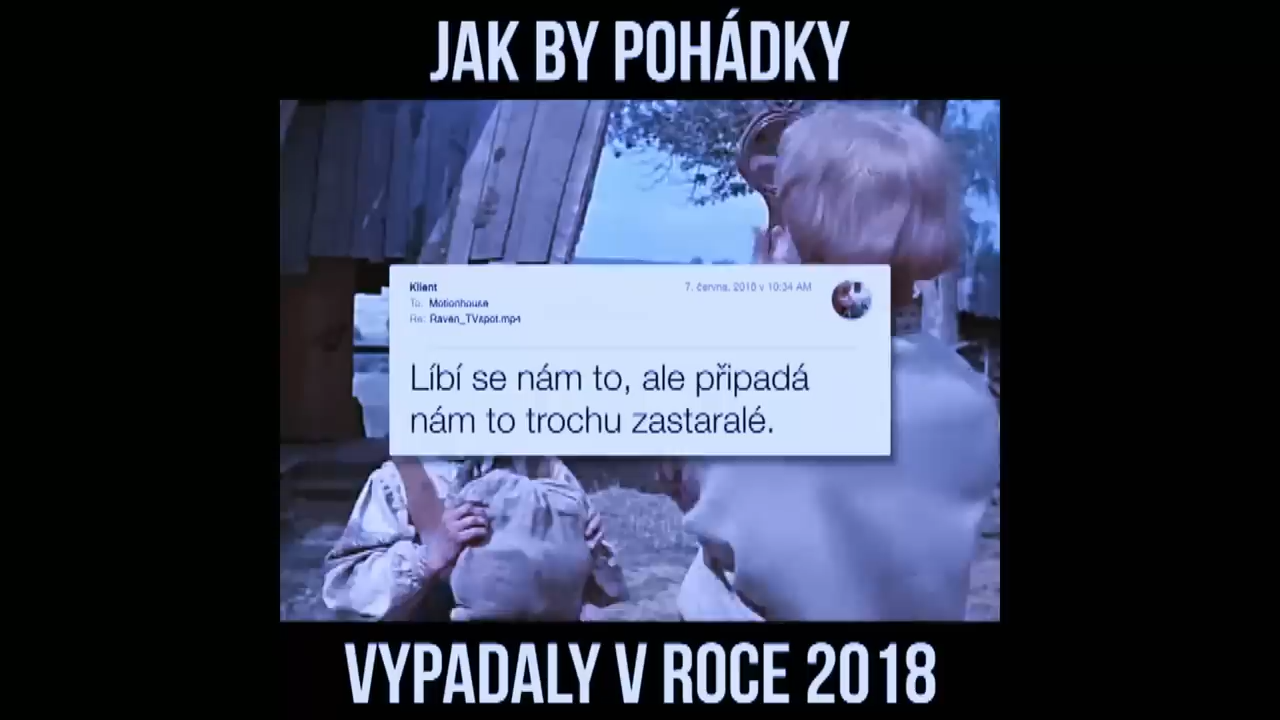 JAK BY POHÁDKY
Klient
7. června, 2018 v 10:34 AM
To: Motionhouse
Re: Raven_TVspot.mp4
Líbí se nám to, ale připadá
nám to trochu zastaralé.
VYPADALY V ROCE 2018